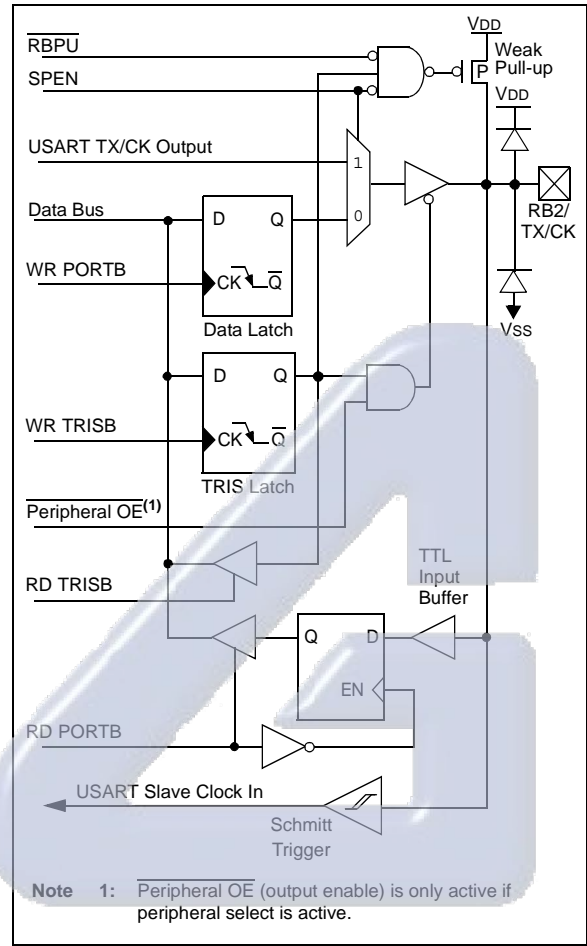 VDD
RBPU
Weak
Pull-up
P
SPEN
VDD
USART TX/CK Output
1
Data Bus
D Q
0
RB2/
TX/CK
WR PORTB
CK Q
Data Latch
VSS
D Q
WR TRISB
CK Q
TRIS Latch
Peripheral OE(1)
TTL
Input
Buffer
RD TRISB
Q D
EN
RD PORTB
USART Slave Clock In
Schmitt
Trigger
Note 1: Peripheral OE (output enable) is only active if
peripheral select is active.